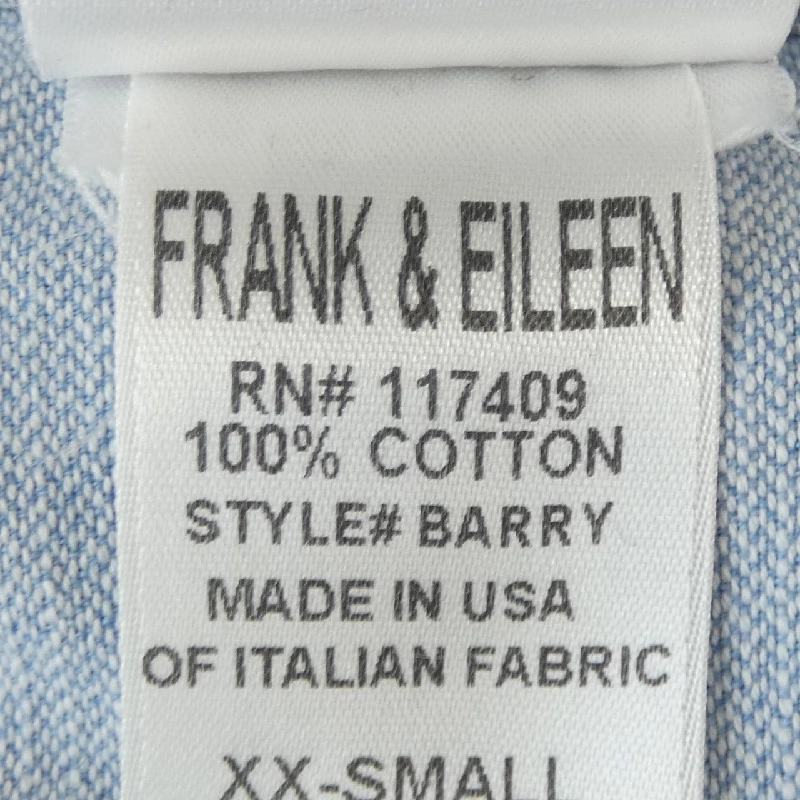 FRANK & EILEEN
RN# 117409
100% COTTON
STYLE# BARRY
MADE IN USA
OF ITALIAN FABRIC
XX-SMALL